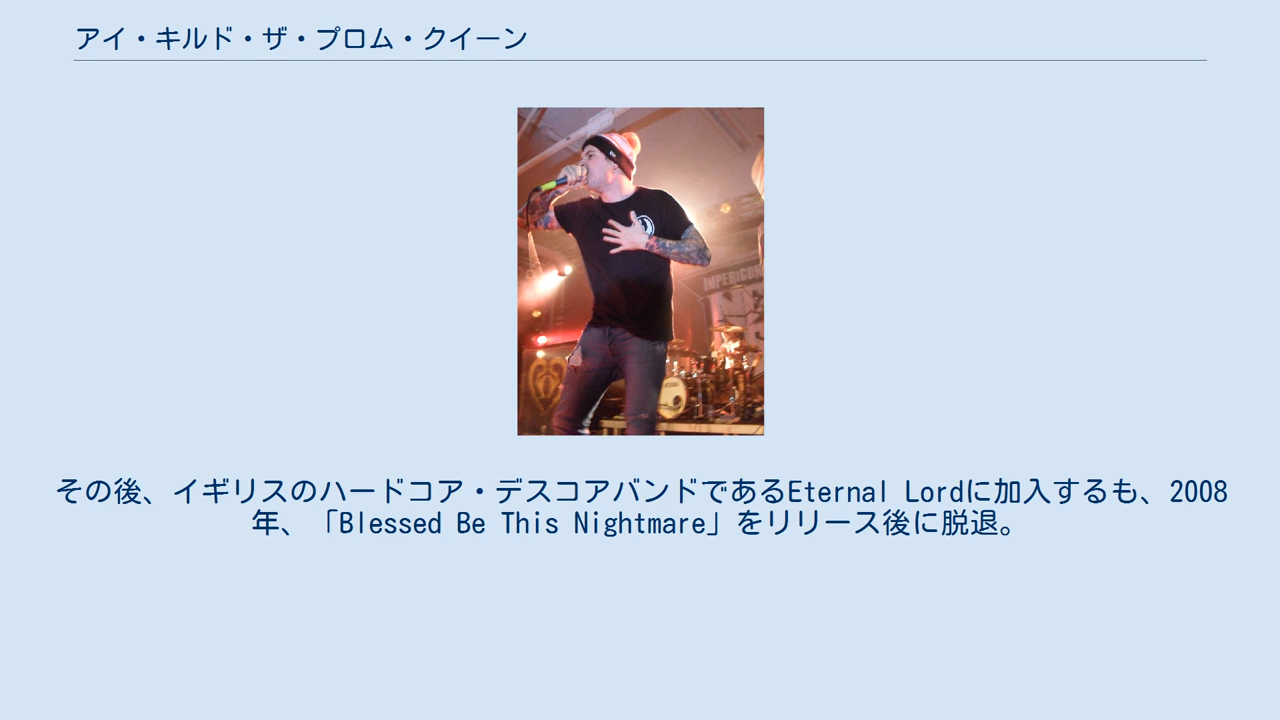 アイ・キルド・ザ・プロム・クイーン
IMPERICON
その後、イギリスのハードコア・デスコアバンドであるEternal Lordに加入するも、2008
年、「Blessed Be This Nightmare」をリリース後に脱退。